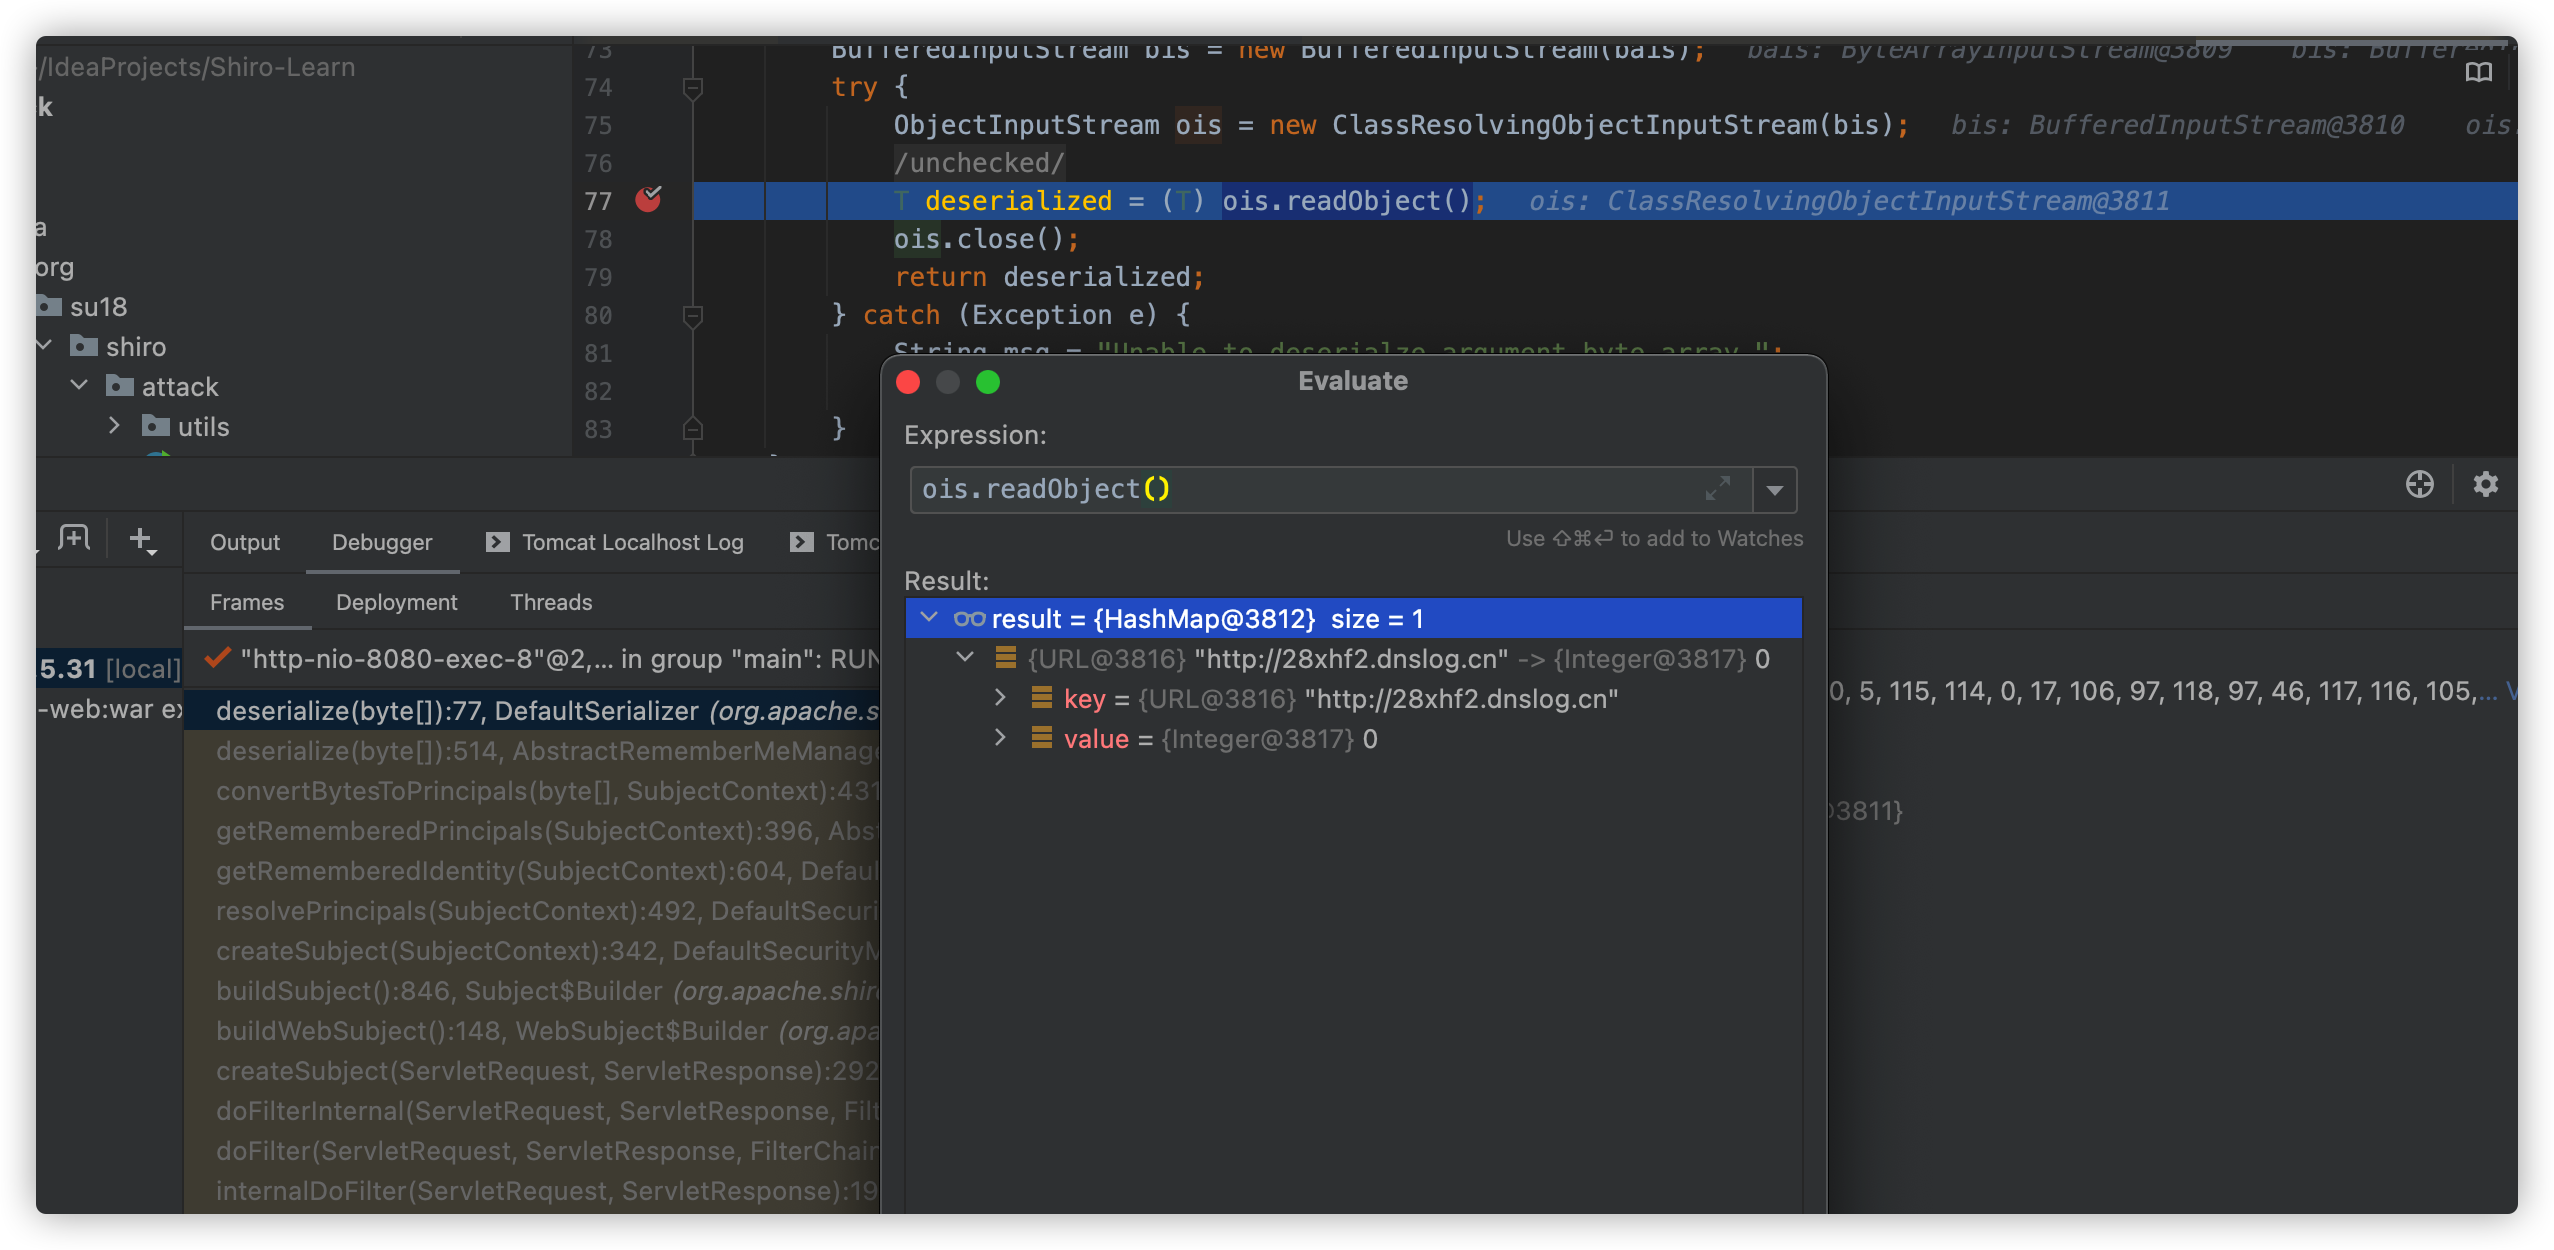 73 BufferedInputStream bis = new BufferedInputStream(bais); bais: ByteArrayInputStream@3809 bis: Buffer
~/IdeaProjects/Shiro-Learn
74 try {
ck
75 ObjectInputStream ois = new ClassResolvingObjectInputStream(bis); bis: BufferedInputStream@3810 ois:
76 /unchecked/
77 T deserialized = (T) ois.readObject(); ois: ClassResolvingObjectInputStream@3811
a
78 ois.close();
org
79 return deserialized;
su18
80 } catch (Exception e) {
shiro
81 String msg = "Unable to deserialze argument byte array.";
attack
82
utils
83 }
Evaluate
Expression:
ois.readObject()
Use ⇧⌘⏎ to add to Watches
Output Debugger Tomcat Localhost Log Tomc
Result:
Frames Deployment Threads
result = {HashMap@3812} size = 1
{URL@3816} "http://28xhf2.dnslog.cn" -> {Integer@3817} 0
key = {URL@3816} "http://28xhf2.dnslog.cn"
value = {Integer@3817} 0
5.31 [local]
-web:war ex
"http-nio-8080-exec-8"@2,... in group "main": RUN
deserialize(byte[]):77, DefaultSerializer (org.apache.s
deserialize(byte[]):514, AbstractRememberMeManage
convertBytesToPrincipals(byte[], SubjectContext):431
getRememberedPrincipals(SubjectContext):396, Abs
getRememberedIdentity(SubjectContext):604, Defau
resolvePrincipals(SubjectContext):492, DefaultSecuri
createSubject(SubjectContext):342, DefaultSecurityM
buildSubject():846, Subject$Builder (org.apache.shir
buildWebSubject():148, WebSubject$Builder (org.apa
createSubject(ServletRequest, ServletResponse):292
doFilterInternal(ServletRequest, ServletResponse, Fil
doFilter(ServletRequest, ServletResponse, FilterChain
internalDoFilter(ServletRequest, ServletResponse):19
0, 5, 115, 114, 0, 17, 106, 97, 118, 97, 46, 117, 116, 105,... V
@3811}